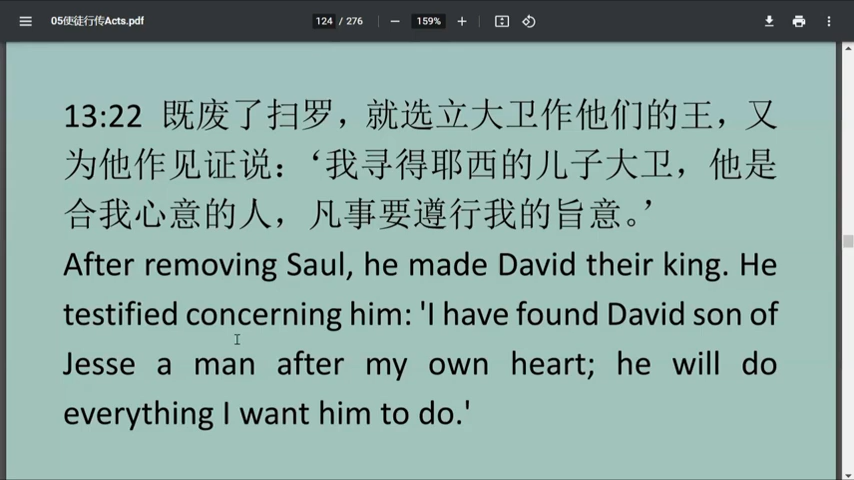 05使徒行传Acts.pdf 124 / 276 159%
13:22 既废了扫罗，就选立大卫作他们的王，又
为他作见证说：‘我寻得耶西的儿子大卫，他是
合我心意的人，凡事要遵行我的旨意。’
After removing Saul, he made David their king. He
testified concerning him: 'I have found David son of
Jesse a man after my own heart; he will do
everything I want him to do.'